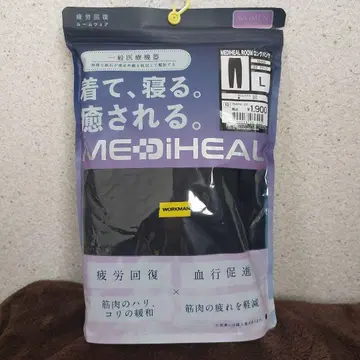 疲労回復
ルームウェア
WOMEN
一般医療機器
着て、寝る。
癒される。
MEDiHEAL
MEDIHEAL ROOM ロングパンツ
L
¥1,900
WORKMAN
疲労回復
×
血行促進
筋肉のハリ、
コリの緩和
筋肉の疲れを軽減